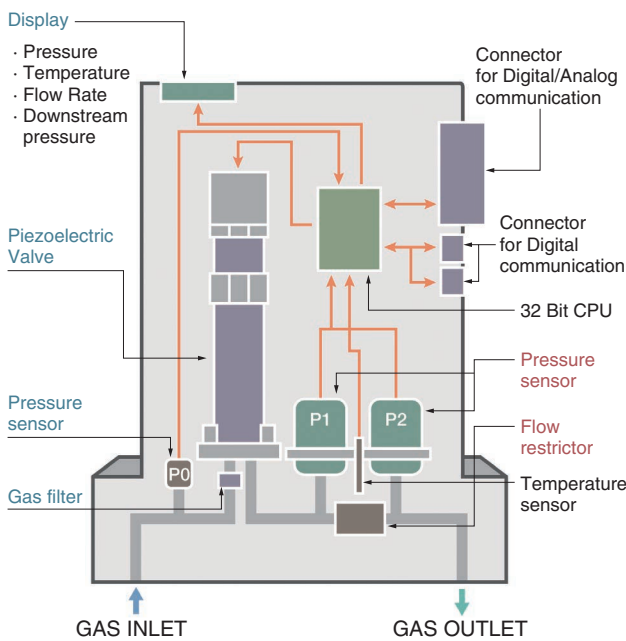 Display
· Pressure
· Temperature
· Flow Rate
· Downstream
pressure
Connector
for Digital/Analog
communication
Piezoelectric
Valve
Connector
for Digital
communication
32 Bit CPU
Pressure
sensor
P1
P2
Pressure
sensor
Flow
restrictor
P0
Gas filter
Temperature
sensor
GAS INLET
GAS OUTLET